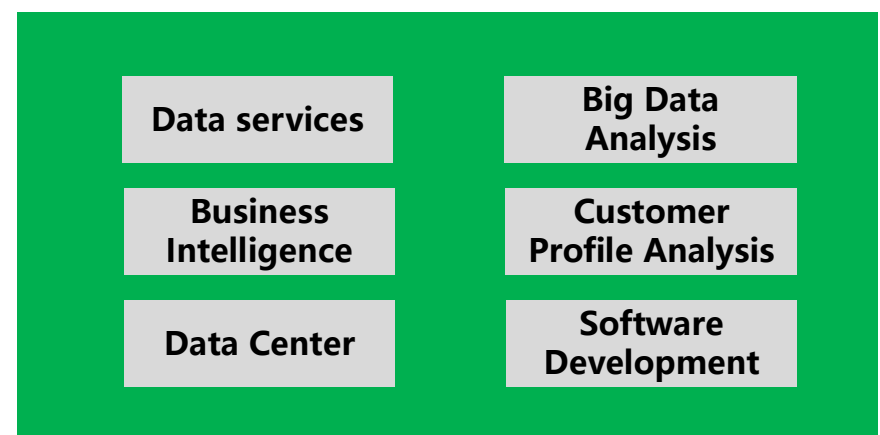 Data services
Big Data
Analysis
Business
Intelligence
Customer
Profile Analysis
Data Center
Software
Development